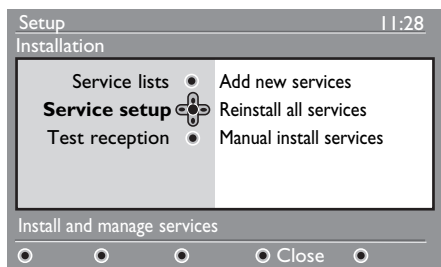 Setup 11:28
Installation
Service lists Add new services
Service setup Reinstall all services
Test reception Manual install services
Install and manage services
Close